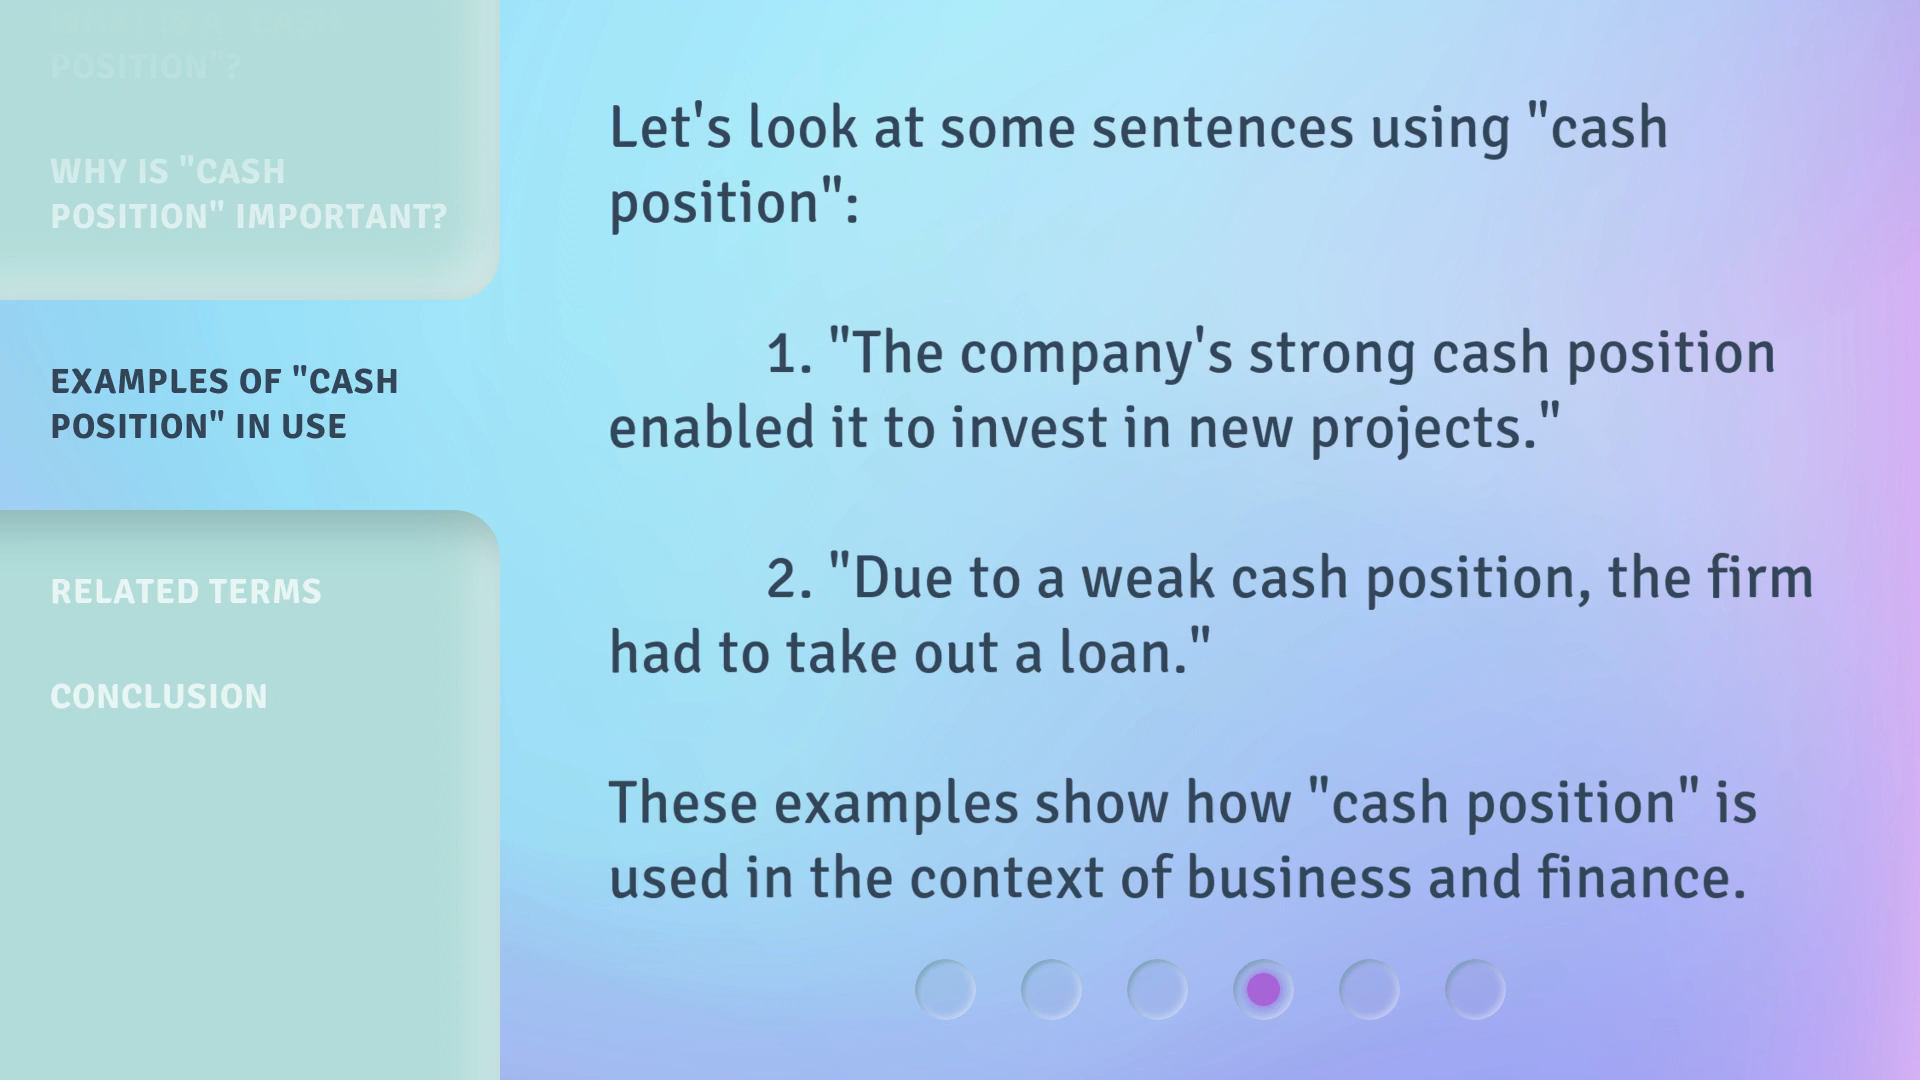 WHAT IS A "CASH
POSITION"?
WHY IS "CASH
POSITION" IMPORTANT?
EXAMPLES OF "CASH
POSITION" IN USE
RELATED TERMS
CONCLUSION
Let's look at some sentences using "cash
position":
1. "The company's strong cash position
enabled it to invest in new projects."
2. "Due to a weak cash position, the firm
had to take out a loan."
These examples show how "cash position" is
used in the context of business and finance.